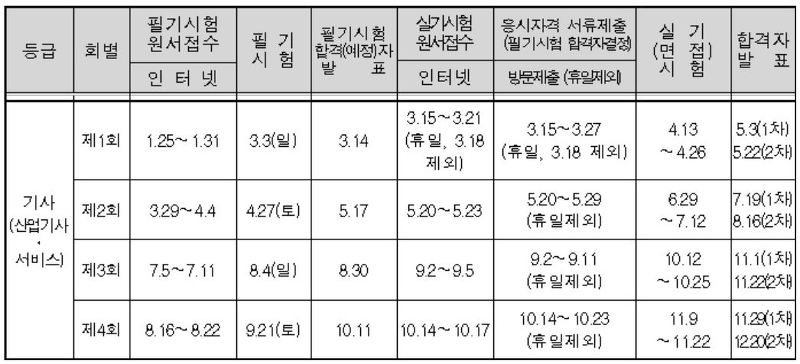 등급 회별 필기시험 원서접수 필기시험 필기시험 합격(예정)자 발표 실기시험 원서접수 응시자격 서류제출 (필기시험 합격자결정) 실기(면접)시험 합격자 발표
인터넷 인터넷 방문제출 (휴일제외)
기사 (산업기사·서비스)
제1회 1.25~1.31 3.3(일) 3.14 3.15~3.21 (휴일, 3.18 제외) 3.15~3.27 (휴일, 3.18 제외) 4.13 ~4.26 5.3(1차) 5.22(2차)
제2회 3.29~4.4 4.27(토) 5.17 5.20~5.23 5.20~5.29 (휴일제외) 6.29 ~7.12 7.19(1차) 8.16(2차)
제3회 7.5~7.11 8.4(일) 8.30 9.2~9.5 9.2~9.11 (휴일제외) 10.12 ~10.25 11.1(1차) 11.22(2차)
제4회 8.16~8.22 9.21(토) 10.11 10.14~10.17 10.14~10.23 (휴일제외) 11.9 ~11.22 11.29(1차) 12.20(2차)